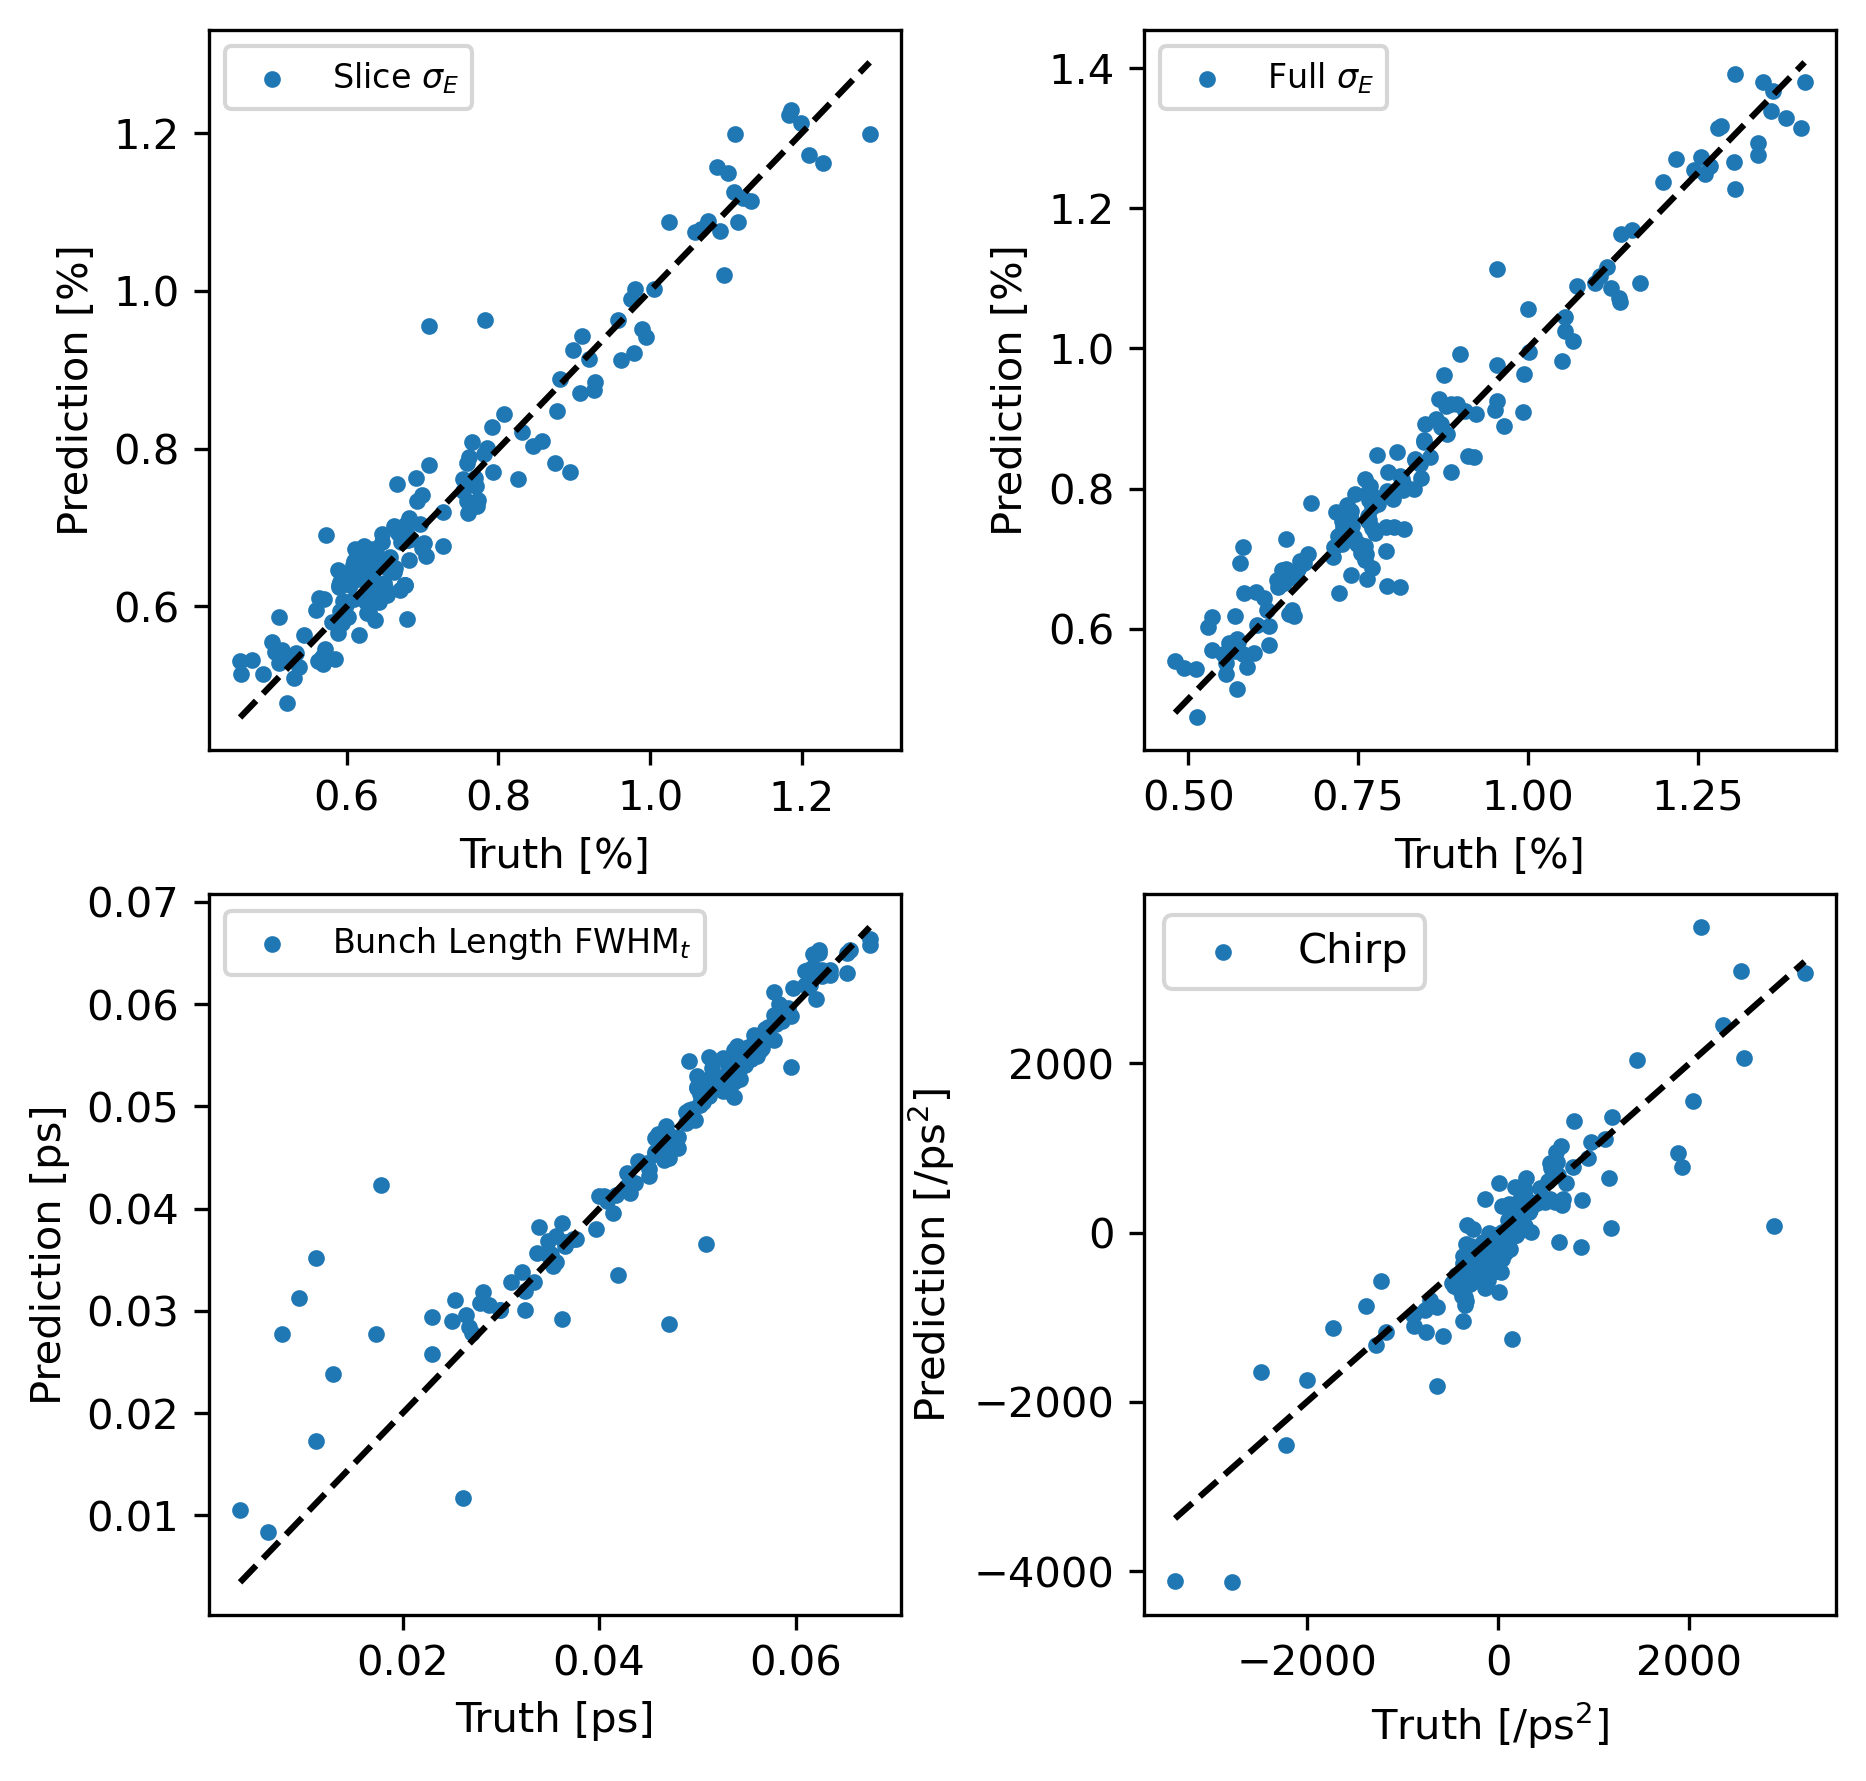 Slice σ_E
Prediction [%]
1.2
1.0
0.8
0.6
0.6 0.8 1.0 1.2
Truth [%]
Full σ_E
Prediction [%]
1.4
1.2
1.0
0.8
0.6
0.50 0.75 1.00 1.25
Truth [%]
Bunch Length FWHM_t
Prediction [ps]
0.07
0.06
0.05
0.04
0.03
0.02
0.01
0.02 0.04 0.06
Truth [ps]
Chirp
Prediction [/ps²]
2000
0
−2000
−4000
−2000 0 2000
Truth [/ps²]